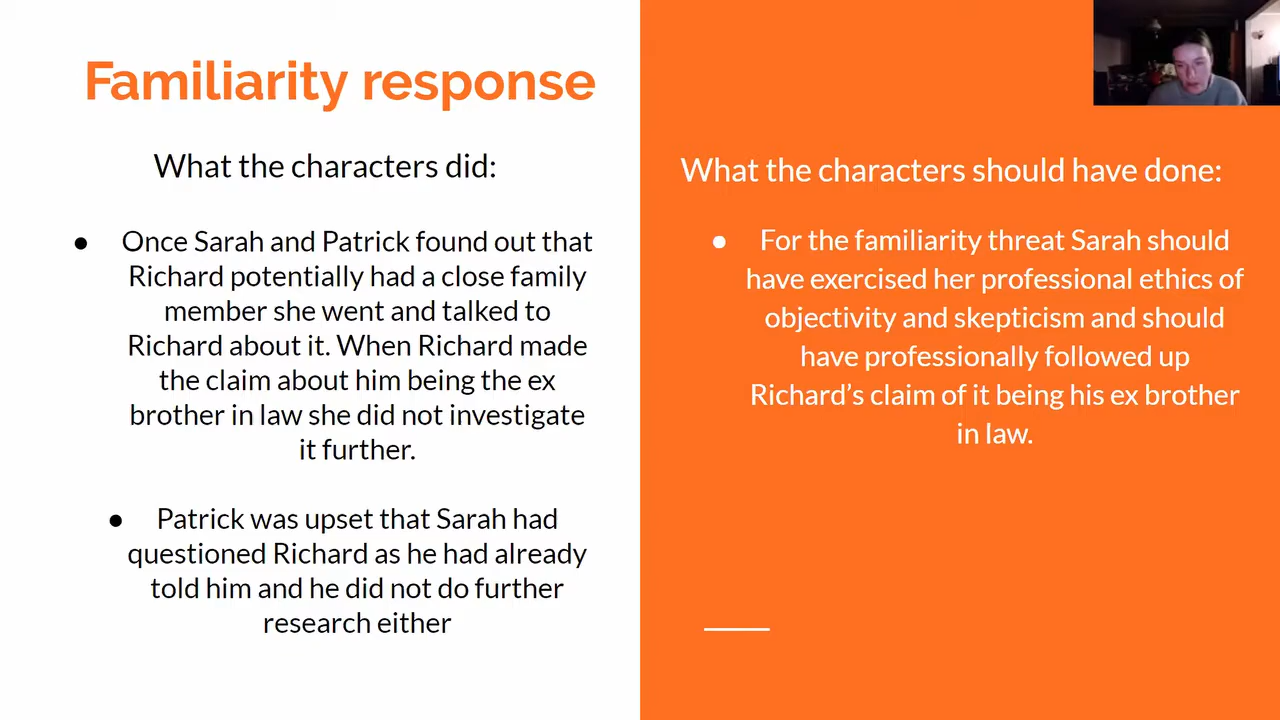 Familiarity response
What the characters did:
● Once Sarah and Patrick found out that
Richard potentially had a close family
member she went and talked to
Richard about it. When Richard made
the claim about him being the ex
brother in law she did not investigate
it further.
● Patrick was upset that Sarah had
questioned Richard as he had already
told him and he did not do further
research either
What the characters should have done:
● For the familiarity threat Sarah should
have exercised her professional ethics of
objectivity and skepticism and should
have professionally followed up
Richard’s claim of it being his ex brother
in law.